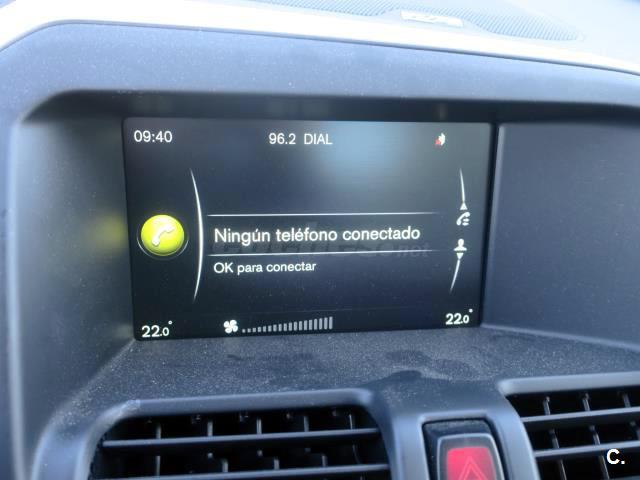 09:40 96.2 DIAL
Ningún teléfono conectado
OK para conectar
22.0° 22.0°
C.